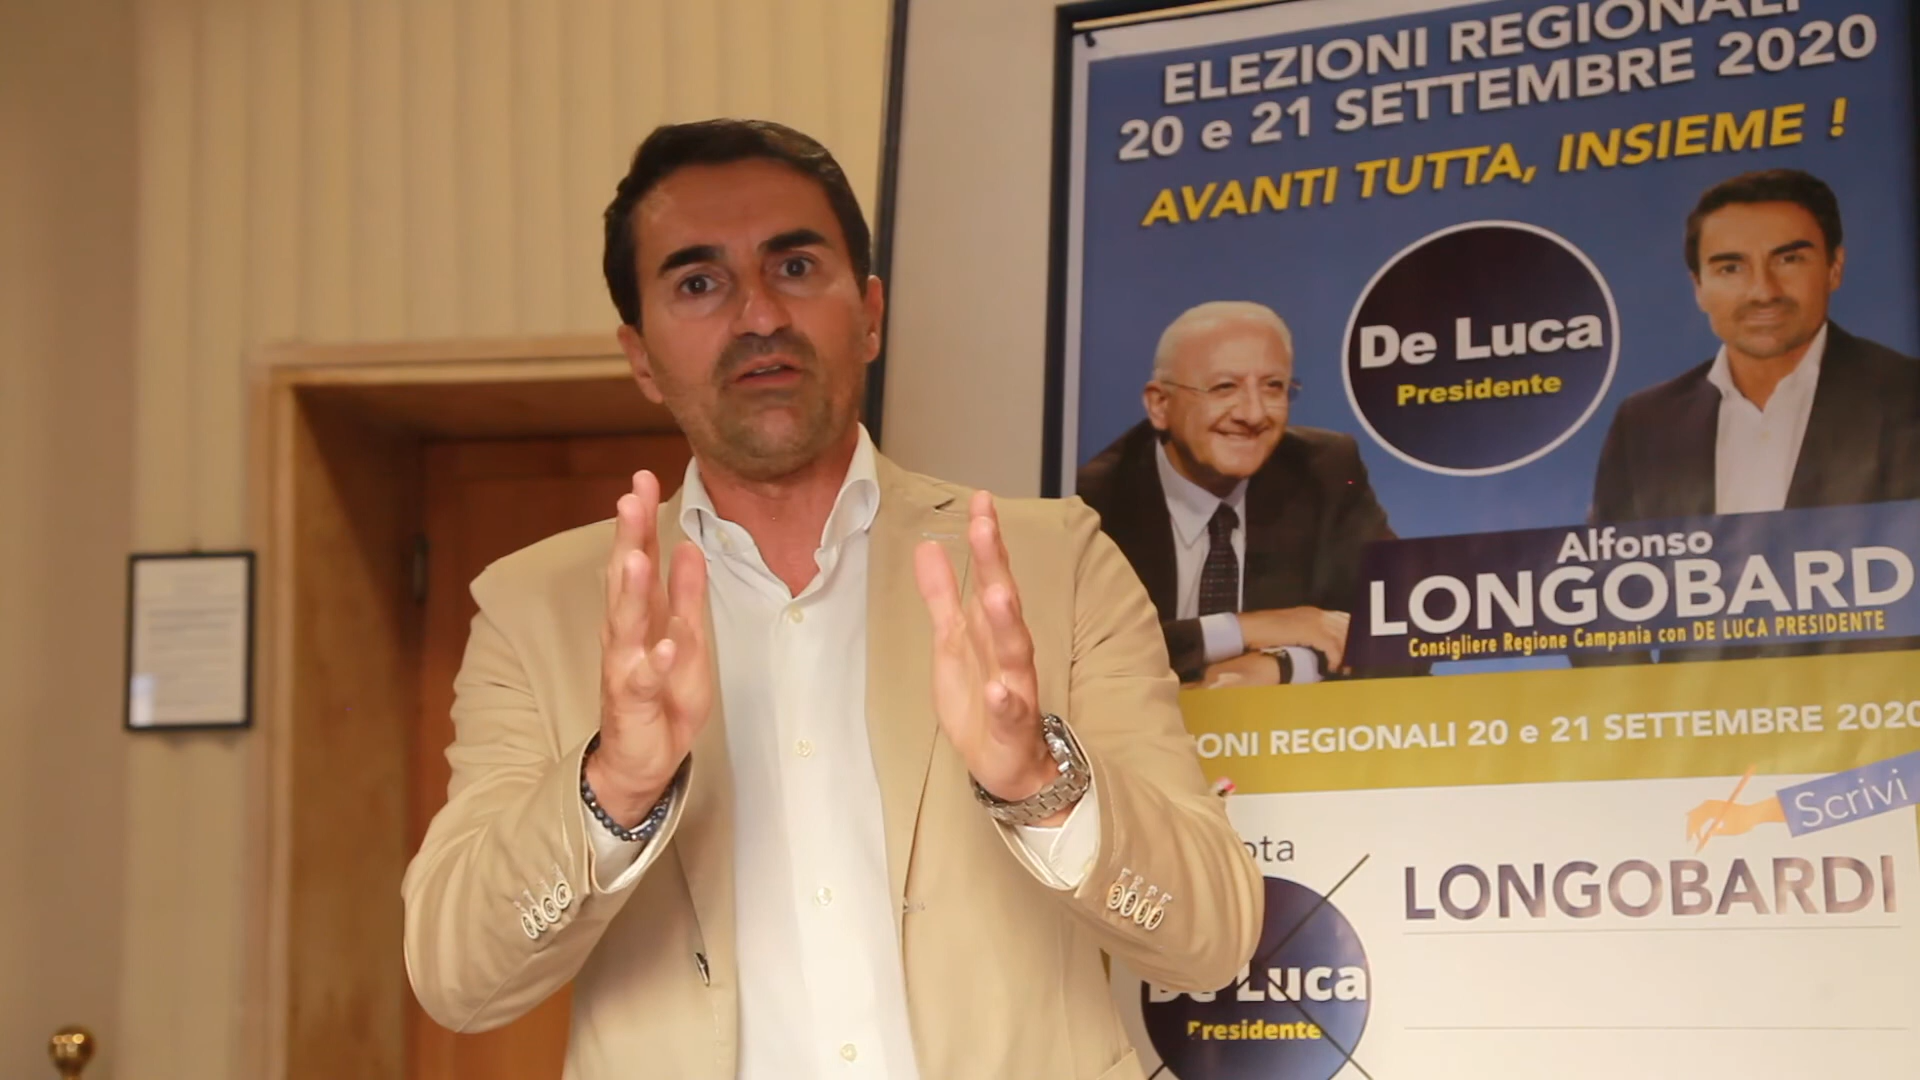 ELEZIONI REGIONALI
20 e 21 SETTEMBRE 2020
AVANTI TUTTA, INSIEME !
De Luca
Presidente
Alfonso
LONGOBARD
Consigliere Regione Campania con DE LUCA PRESIDENTE
ONI REGIONALI 20 e 21 SETTEMBRE 2020
Scrivi
ota
LONGOBARDI
De Luca
Presidente